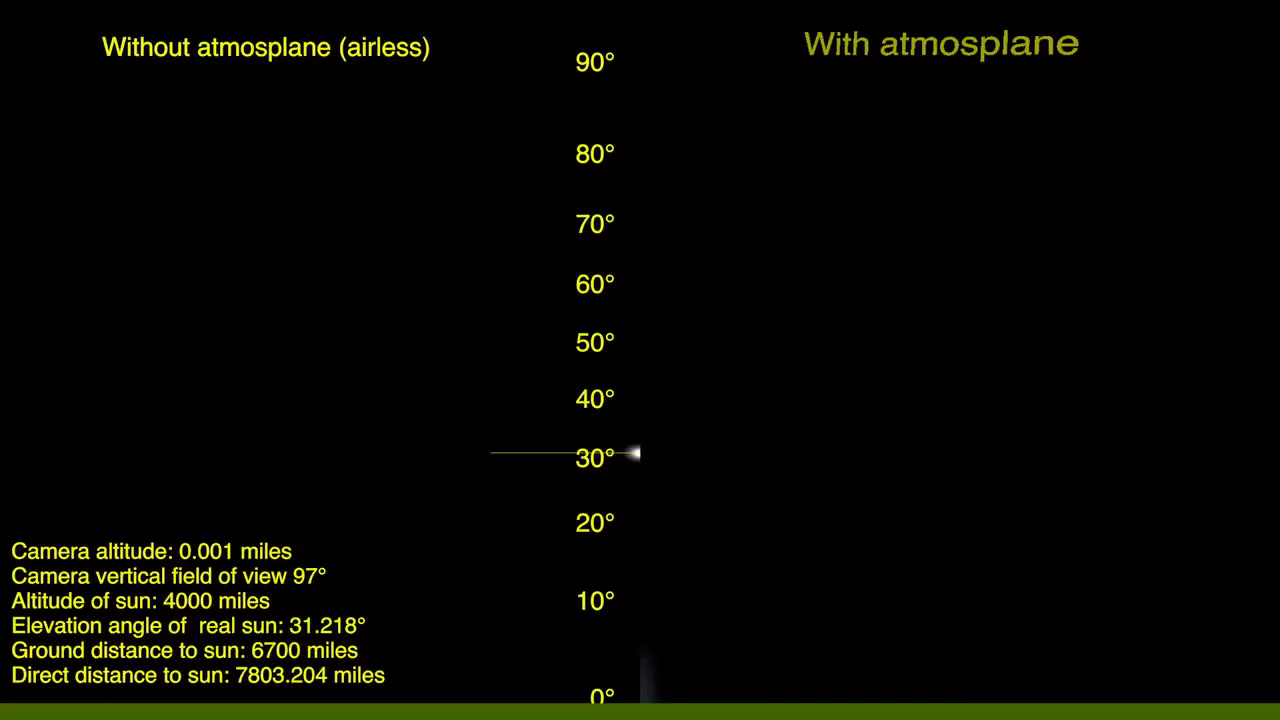 Without atmosplane (airless)
With atmosplane
90°
80°
70°
60°
50°
40°
30°
20°
10°
0°
Camera altitude: 0.001 miles
Camera vertical field of view 97°
Altitude of sun: 4000 miles
Elevation angle of  real sun: 31.218°
Ground distance to sun: 6700 miles
Direct distance to sun: 7803.204 miles